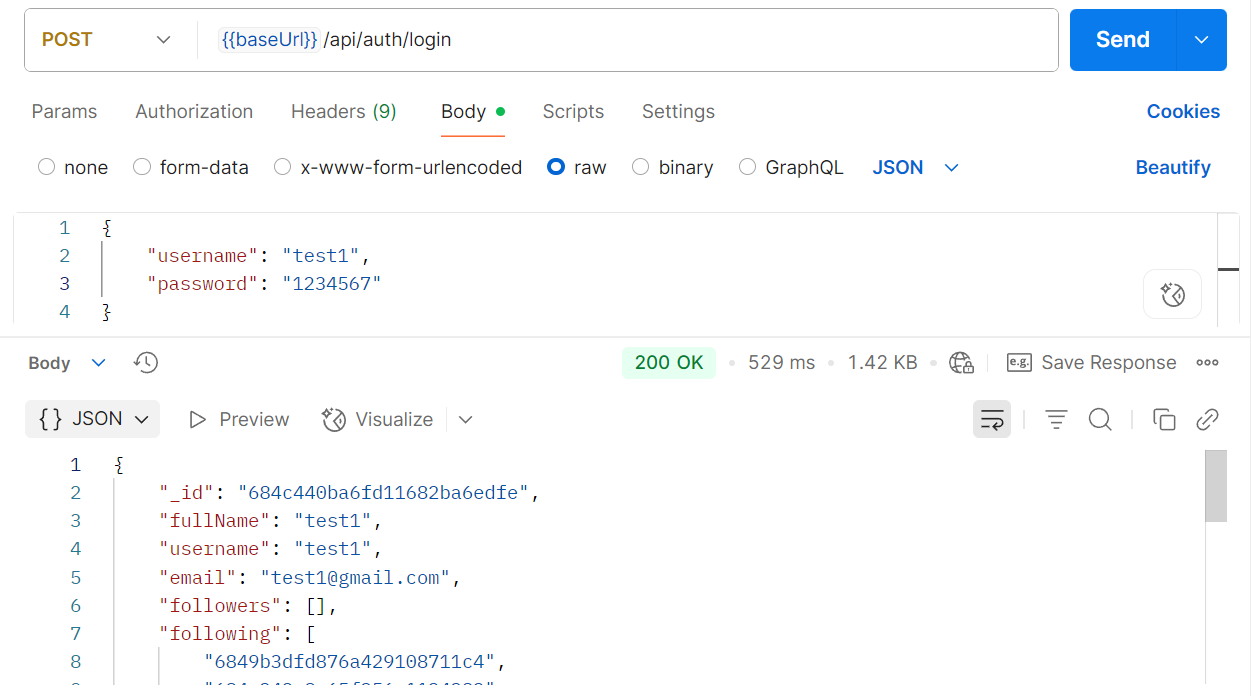 POST {{baseUrl}} /api/auth/login Send
Params Authorization Headers (9) Body Scripts Settings Cookies
none form-data x-www-form-urlencoded raw binary GraphQL JSON Beautify
1 {
2 "username": "test1",
3 "password": "1234567"
4 }
Body 200 OK 529 ms 1.42 KB e.g. Save Response
{} JSON Preview Visualize
1 {
2 "_id": "684c440ba6fd11682ba6edfe",
3 "fullName": "test1",
4 "username": "test1",
5 "email": "test1@gmail.com",
6 "followers": [],
7 "following": [
8 "6849b3dfd876a429108711c4",